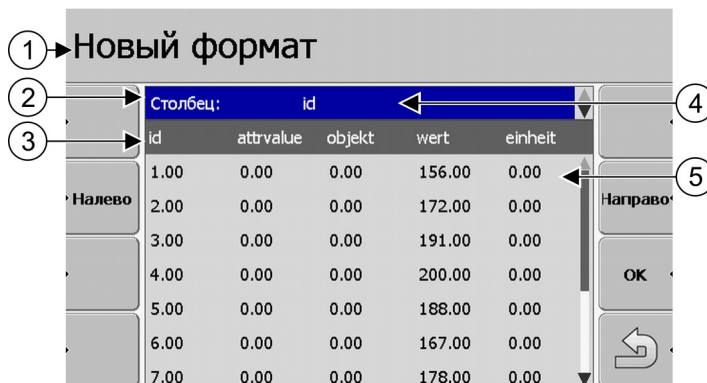 1 Новый формат
2 Столбец: id 4
3 id attrvalue objekt wert einheit
1.00 0.00 0.00 156.00 0.00 5
Налево 2.00 0.00 0.00 172.00 0.00 Направо
3.00 0.00 0.00 191.00 0.00
4.00 0.00 0.00 200.00 0.00 OK
5.00 0.00 0.00 188.00 0.00
6.00 0.00 0.00 167.00 0.00
7.00 0.00 0.00 178.00 0.00